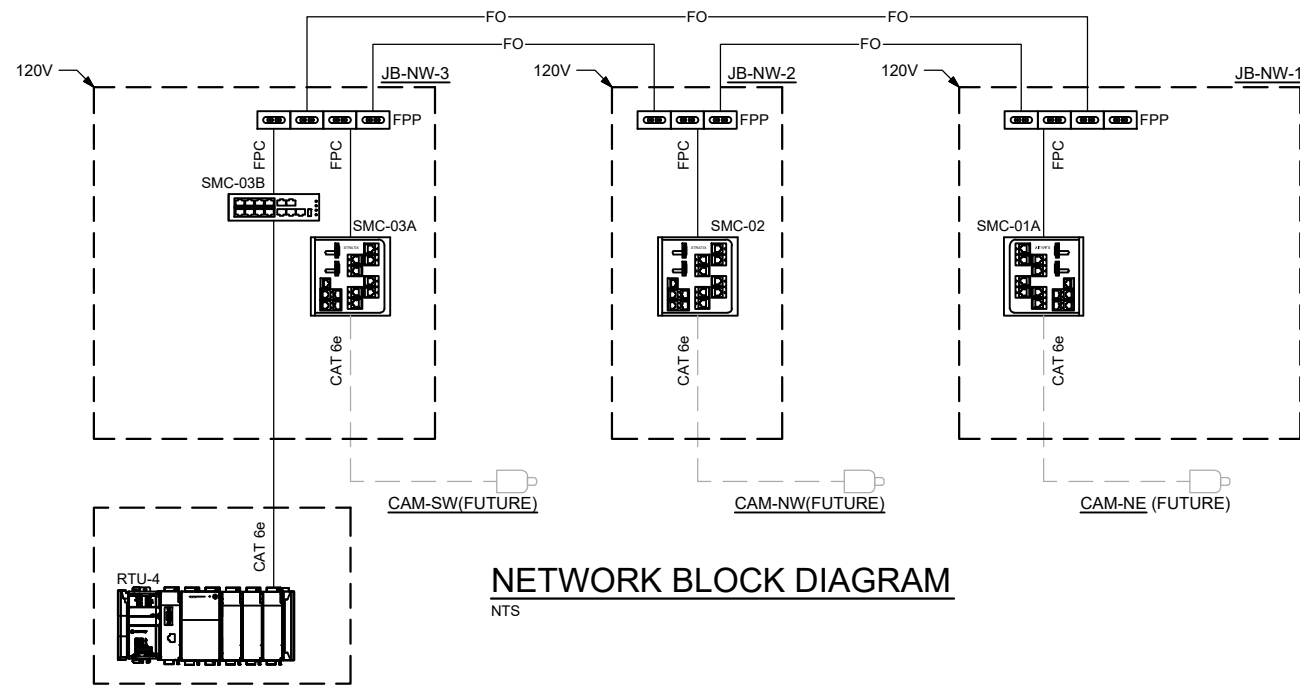 FO FO FO
FO FO
120V JB-NW-3 120V JB-NW-2 120V JB-NW-1
FPP FPP FPP
FPC FPC FPC FPC
SMC-03B
SMC-03A SMC-02 SMC-01A
CAT 6e CAT 6e CAT 6e
CAM-SW(FUTURE) CAM-NW(FUTURE) CAM-NE (FUTURE)
CAT 6e
RTU-4
NETWORK BLOCK DIAGRAM
NTS